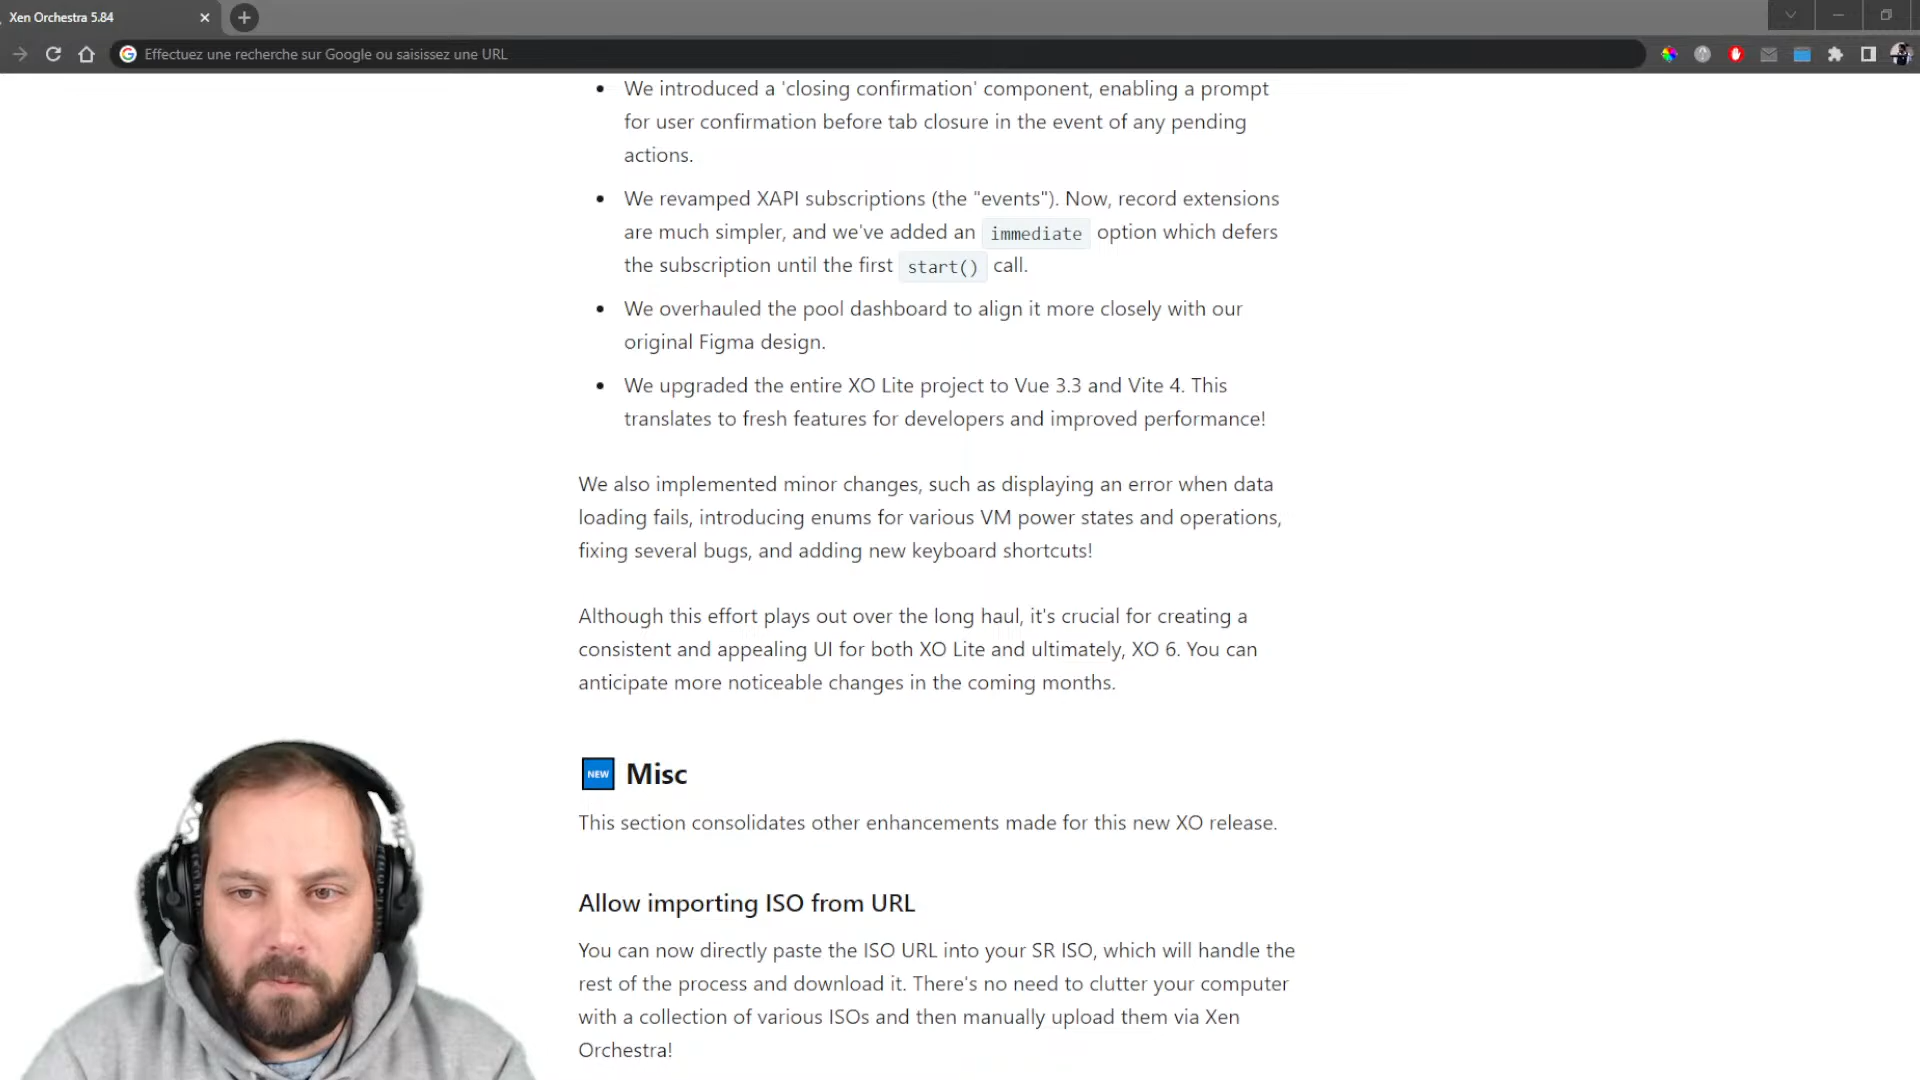 Xen Orchestra 5.84
Effectuez une recherche sur Google ou saisissez une URL
We introduced a 'closing confirmation' component, enabling a prompt
for user confirmation before tab closure in the event of any pending
actions.
We revamped XAPI subscriptions (the "events"). Now, record extensions
are much simpler, and we've added an immediate option which defers
the subscription until the first start() call.
We overhauled the pool dashboard to align it more closely with our
original Figma design.
We upgraded the entire XO Lite project to Vue 3.3 and Vite 4. This
translates to fresh features for developers and improved performance!
We also implemented minor changes, such as displaying an error when data
loading fails, introducing enums for various VM power states and operations,
fixing several bugs, and adding new keyboard shortcuts!
Although this effort plays out over the long haul, it's crucial for creating a
consistent and appealing UI for both XO Lite and ultimately, XO 6. You can
anticipate more noticeable changes in the coming months.
NEW Misc
This section consolidates other enhancements made for this new XO release.
Allow importing ISO from URL
You can now directly paste the ISO URL into your SR ISO, which will handle the
rest of the process and download it. There's no need to clutter your computer
with a collection of various ISOs and then manually upload them via Xen
Orchestra!